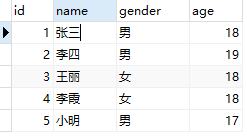 id name gender age
1 张三 男 18
2 李四 男 19
3 王丽 女 18
4 李霞 女 18
5 小明 男 17